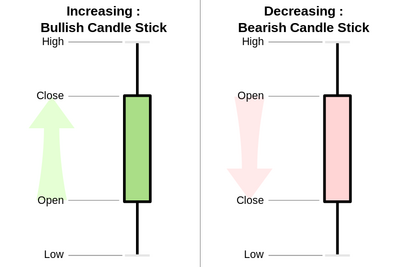 Increasing :
Bullish Candle Stick
High
Close
Open
Low
Decreasing :
Bearish Candle Stick
High
Open
Close
Low